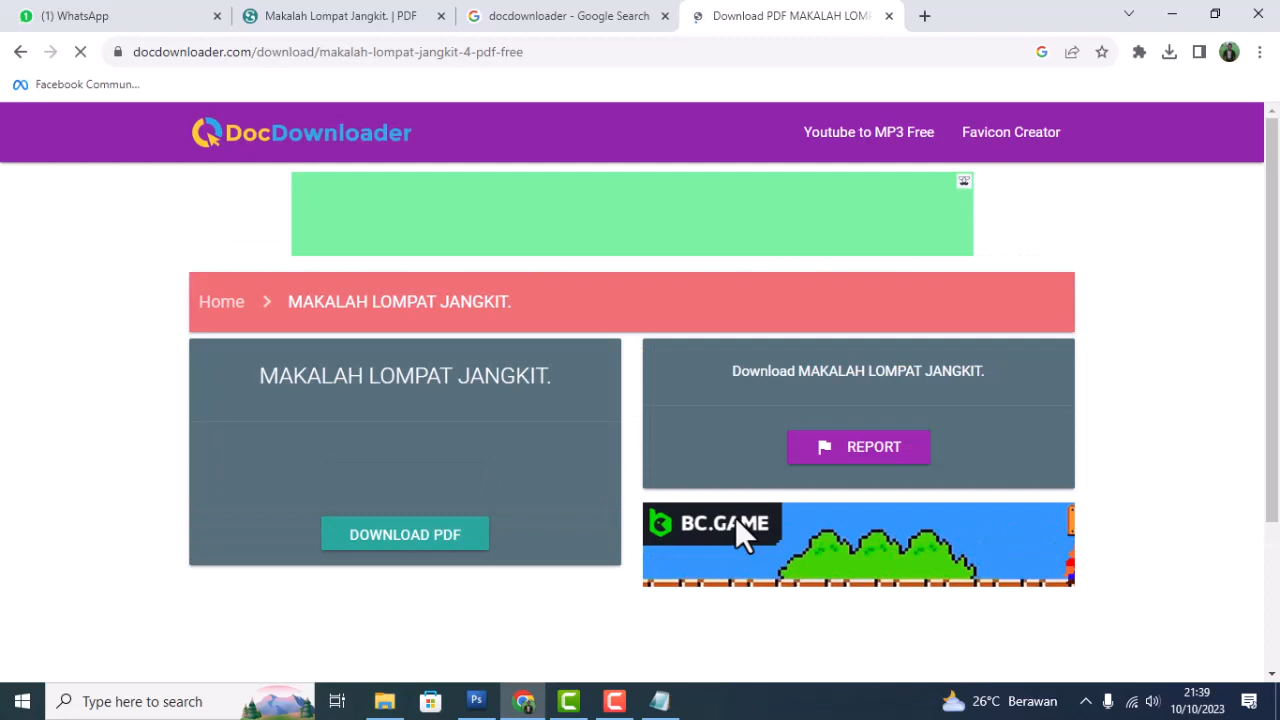 (1) WhatsApp
Makalah Lompat Jangkit. | PDF
docdownloader - Google Search
Download PDF MAKALAH LOM
docdownloader.com/download/makalah-lompat-jangkit-4-pdf-free
Facebook Commun...
DocDownloader
Youtube to MP3 Free
Favicon Creator
Home
MAKALAH LOMPAT JANGKIT.
MAKALAH LOMPAT JANGKIT.
DOWNLOAD PDF
Download MAKALAH LOMPAT JANGKIT.
REPORT
BC.GAME
Type here to search
Ps
26°C Berawan
21:39
10/10/2023